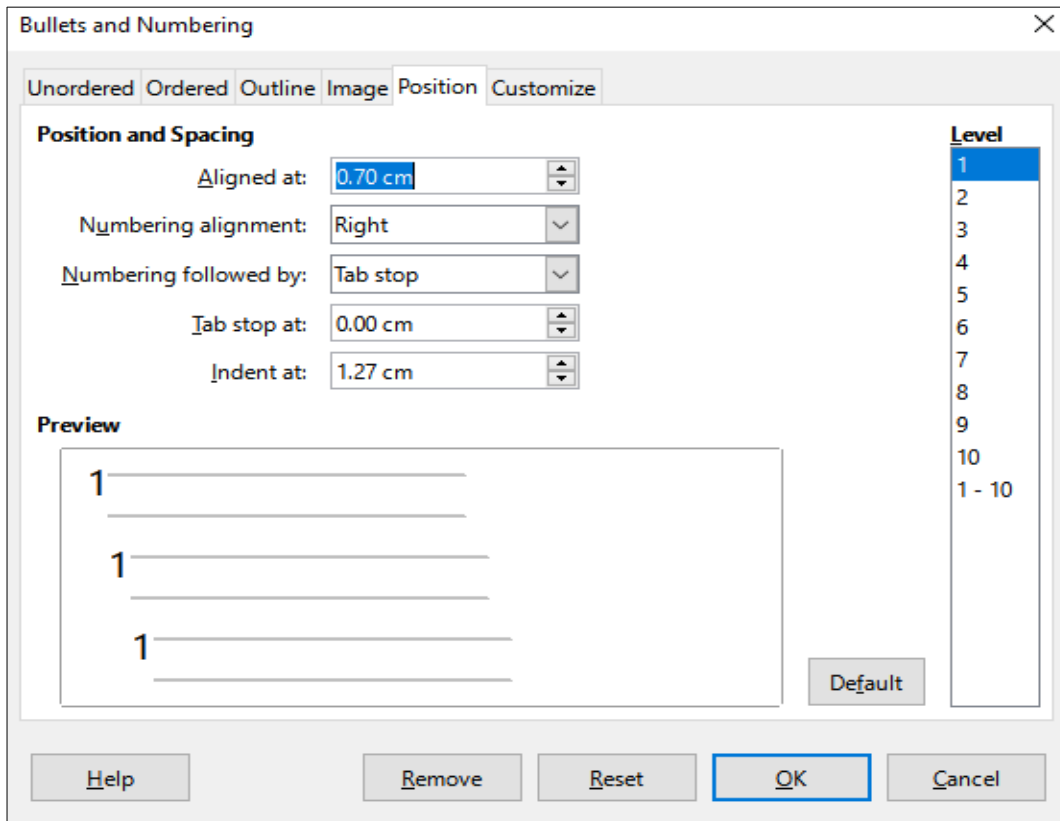 Bullets and Numbering
Unordered Ordered Outline Image Position Customize
Position and Spacing
Level
Aligned at: 0.70 cm
Numbering alignment: Right
Numbering followed by: Tab stop
Tab stop at: 0.00 cm
Indent at: 1.27 cm
1
2
3
4
5
6
7
8
9
10
1 - 10
Preview
1
1
1
Default
Help Remove Reset OK Cancel